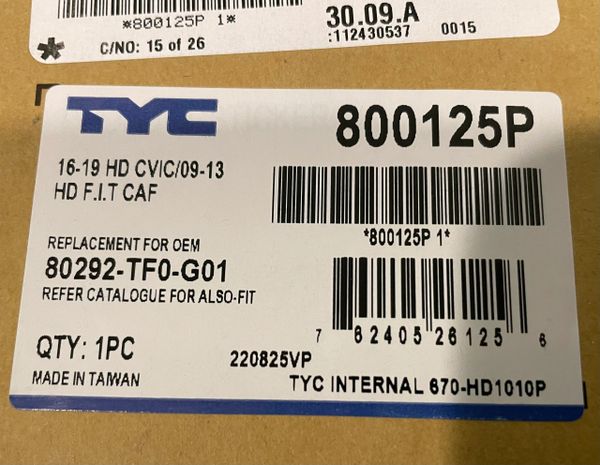 *800125P 1*
30.09.A
* C/NO: 15 of 26
:112430537 0015
TYC
800125P
16-19 HD CVIC/09-13
HD F.I.T CAF
*800125P 1*
REPLACEMENT FOR OEM
80292-TF0-G01
REFER CATALOGUE FOR ALSO-FIT
7 82405 26125 6
QTY: 1PC
220825VP
MADE IN TAIWAN
TYC INTERNAL 670-HD1010P